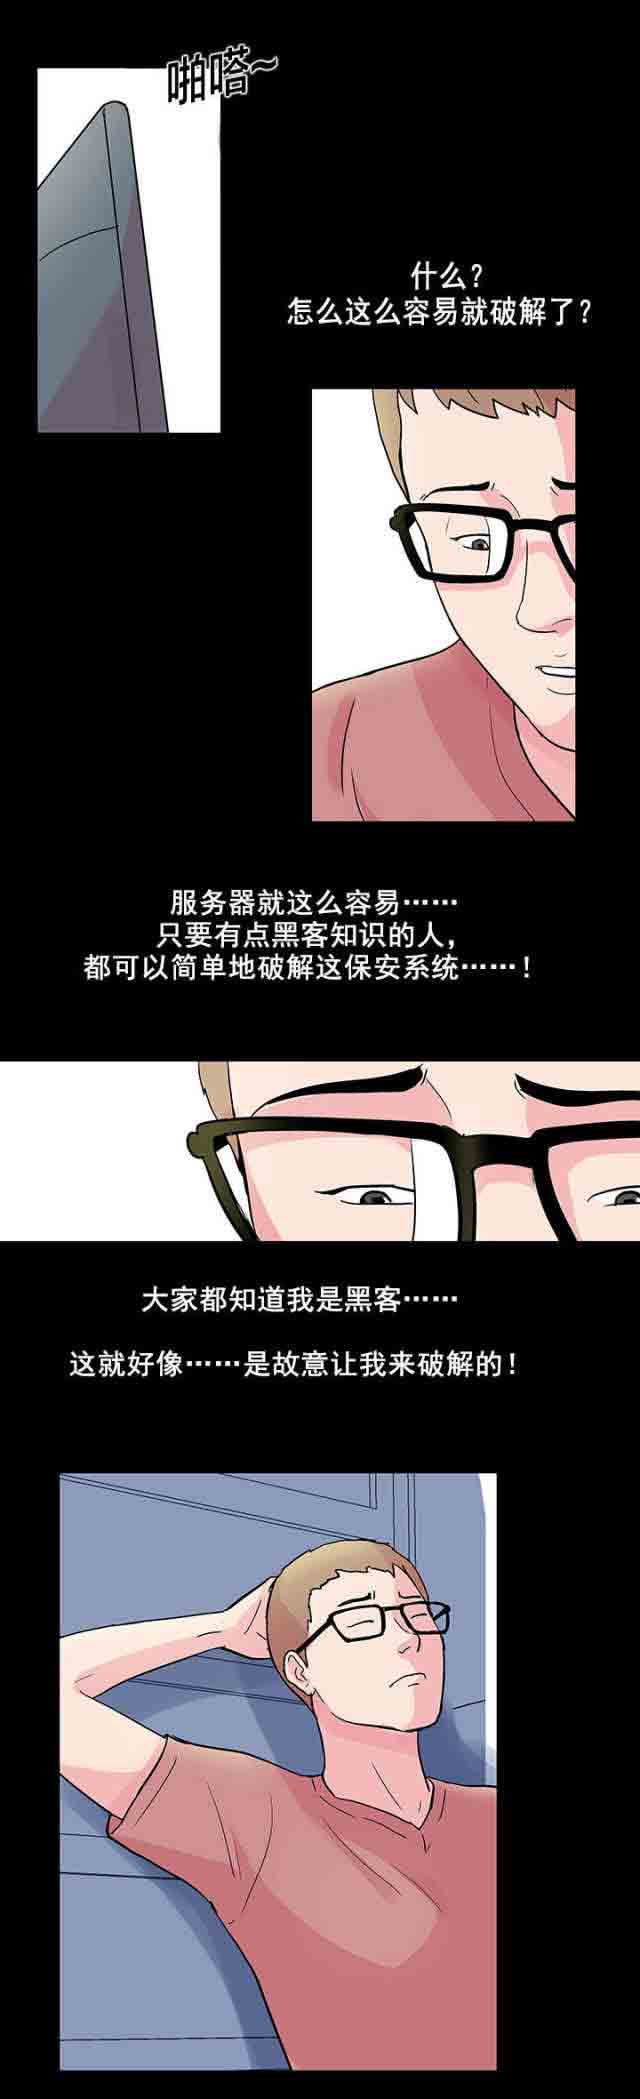 啪嗒~
什么？
怎么这么容易就破解了？
服务器就这么容易……
只要有点黑客知识的人，
都可以简单地破解这保安系统……！
大家都知道我是黑客……
这就好像……是故意让我来破解的！